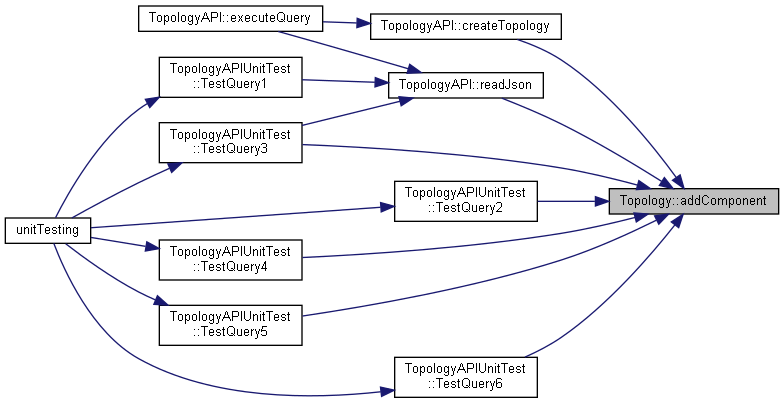 TopologyAPI::executeQuery
TopologyAPI::createTopology
TopologyAPIUnitTest
::TestQuery1
TopologyAPI::readJson
TopologyAPIUnitTest
::TestQuery3
TopologyAPIUnitTest
::TestQuery2
Topology::addComponent
unitTesting
TopologyAPIUnitTest
::TestQuery4
TopologyAPIUnitTest
::TestQuery5
TopologyAPIUnitTest
::TestQuery6